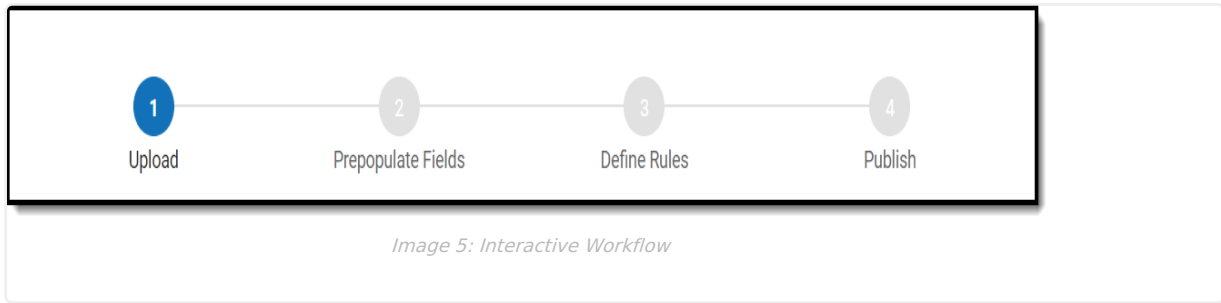 1 2 3 4
Upload Prepopulate Fields Define Rules Publish
Image 5: Interactive Workflow